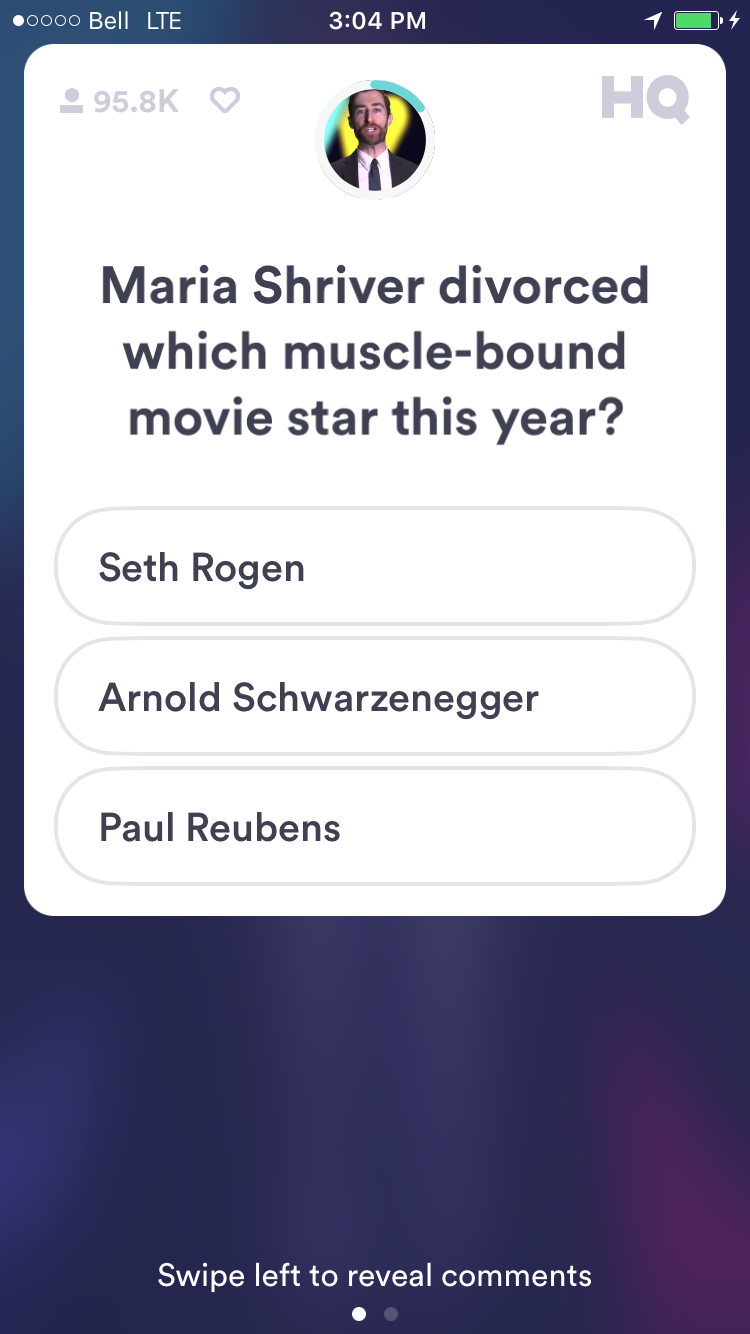 Bell LTE 3:04 PM
95.8K HQ
Maria Shriver divorced
which muscle-bound
movie star this year?
Seth Rogen
Arnold Schwarzenegger
Paul Reubens
Swipe left to reveal comments